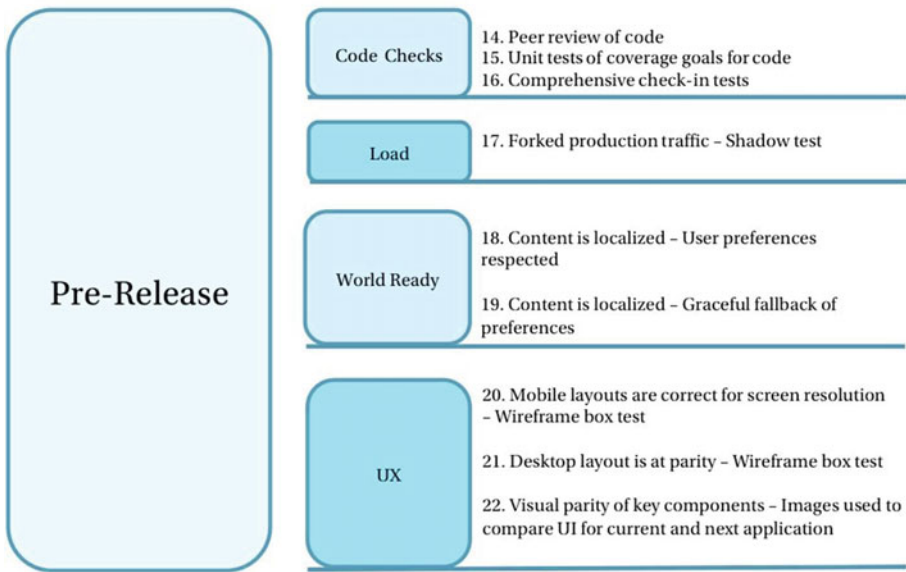 Pre-Release
Code Checks
14. Peer review of code
15. Unit tests of coverage goals for code
16. Comprehensive check-in tests
Load
17. Forked production traffic – Shadow test
World Ready
18. Content is localized – User preferences
respected
19. Content is localized – Graceful fallback of
preferences
UX
20. Mobile layouts are correct for screen resolution
– Wireframe box test
21. Desktop layout is at parity – Wireframe box test
22. Visual parity of key components – Images used to
compare UI for current and next application